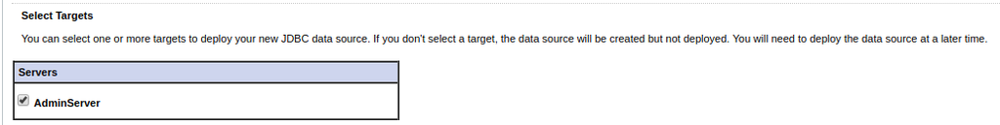 Select Targets
You can select one or more targets to deploy your new JDBC data source. If you don't select a target, the data source will be created but not deployed. You will need to deploy the data source at a later time.
Servers
AdminServer